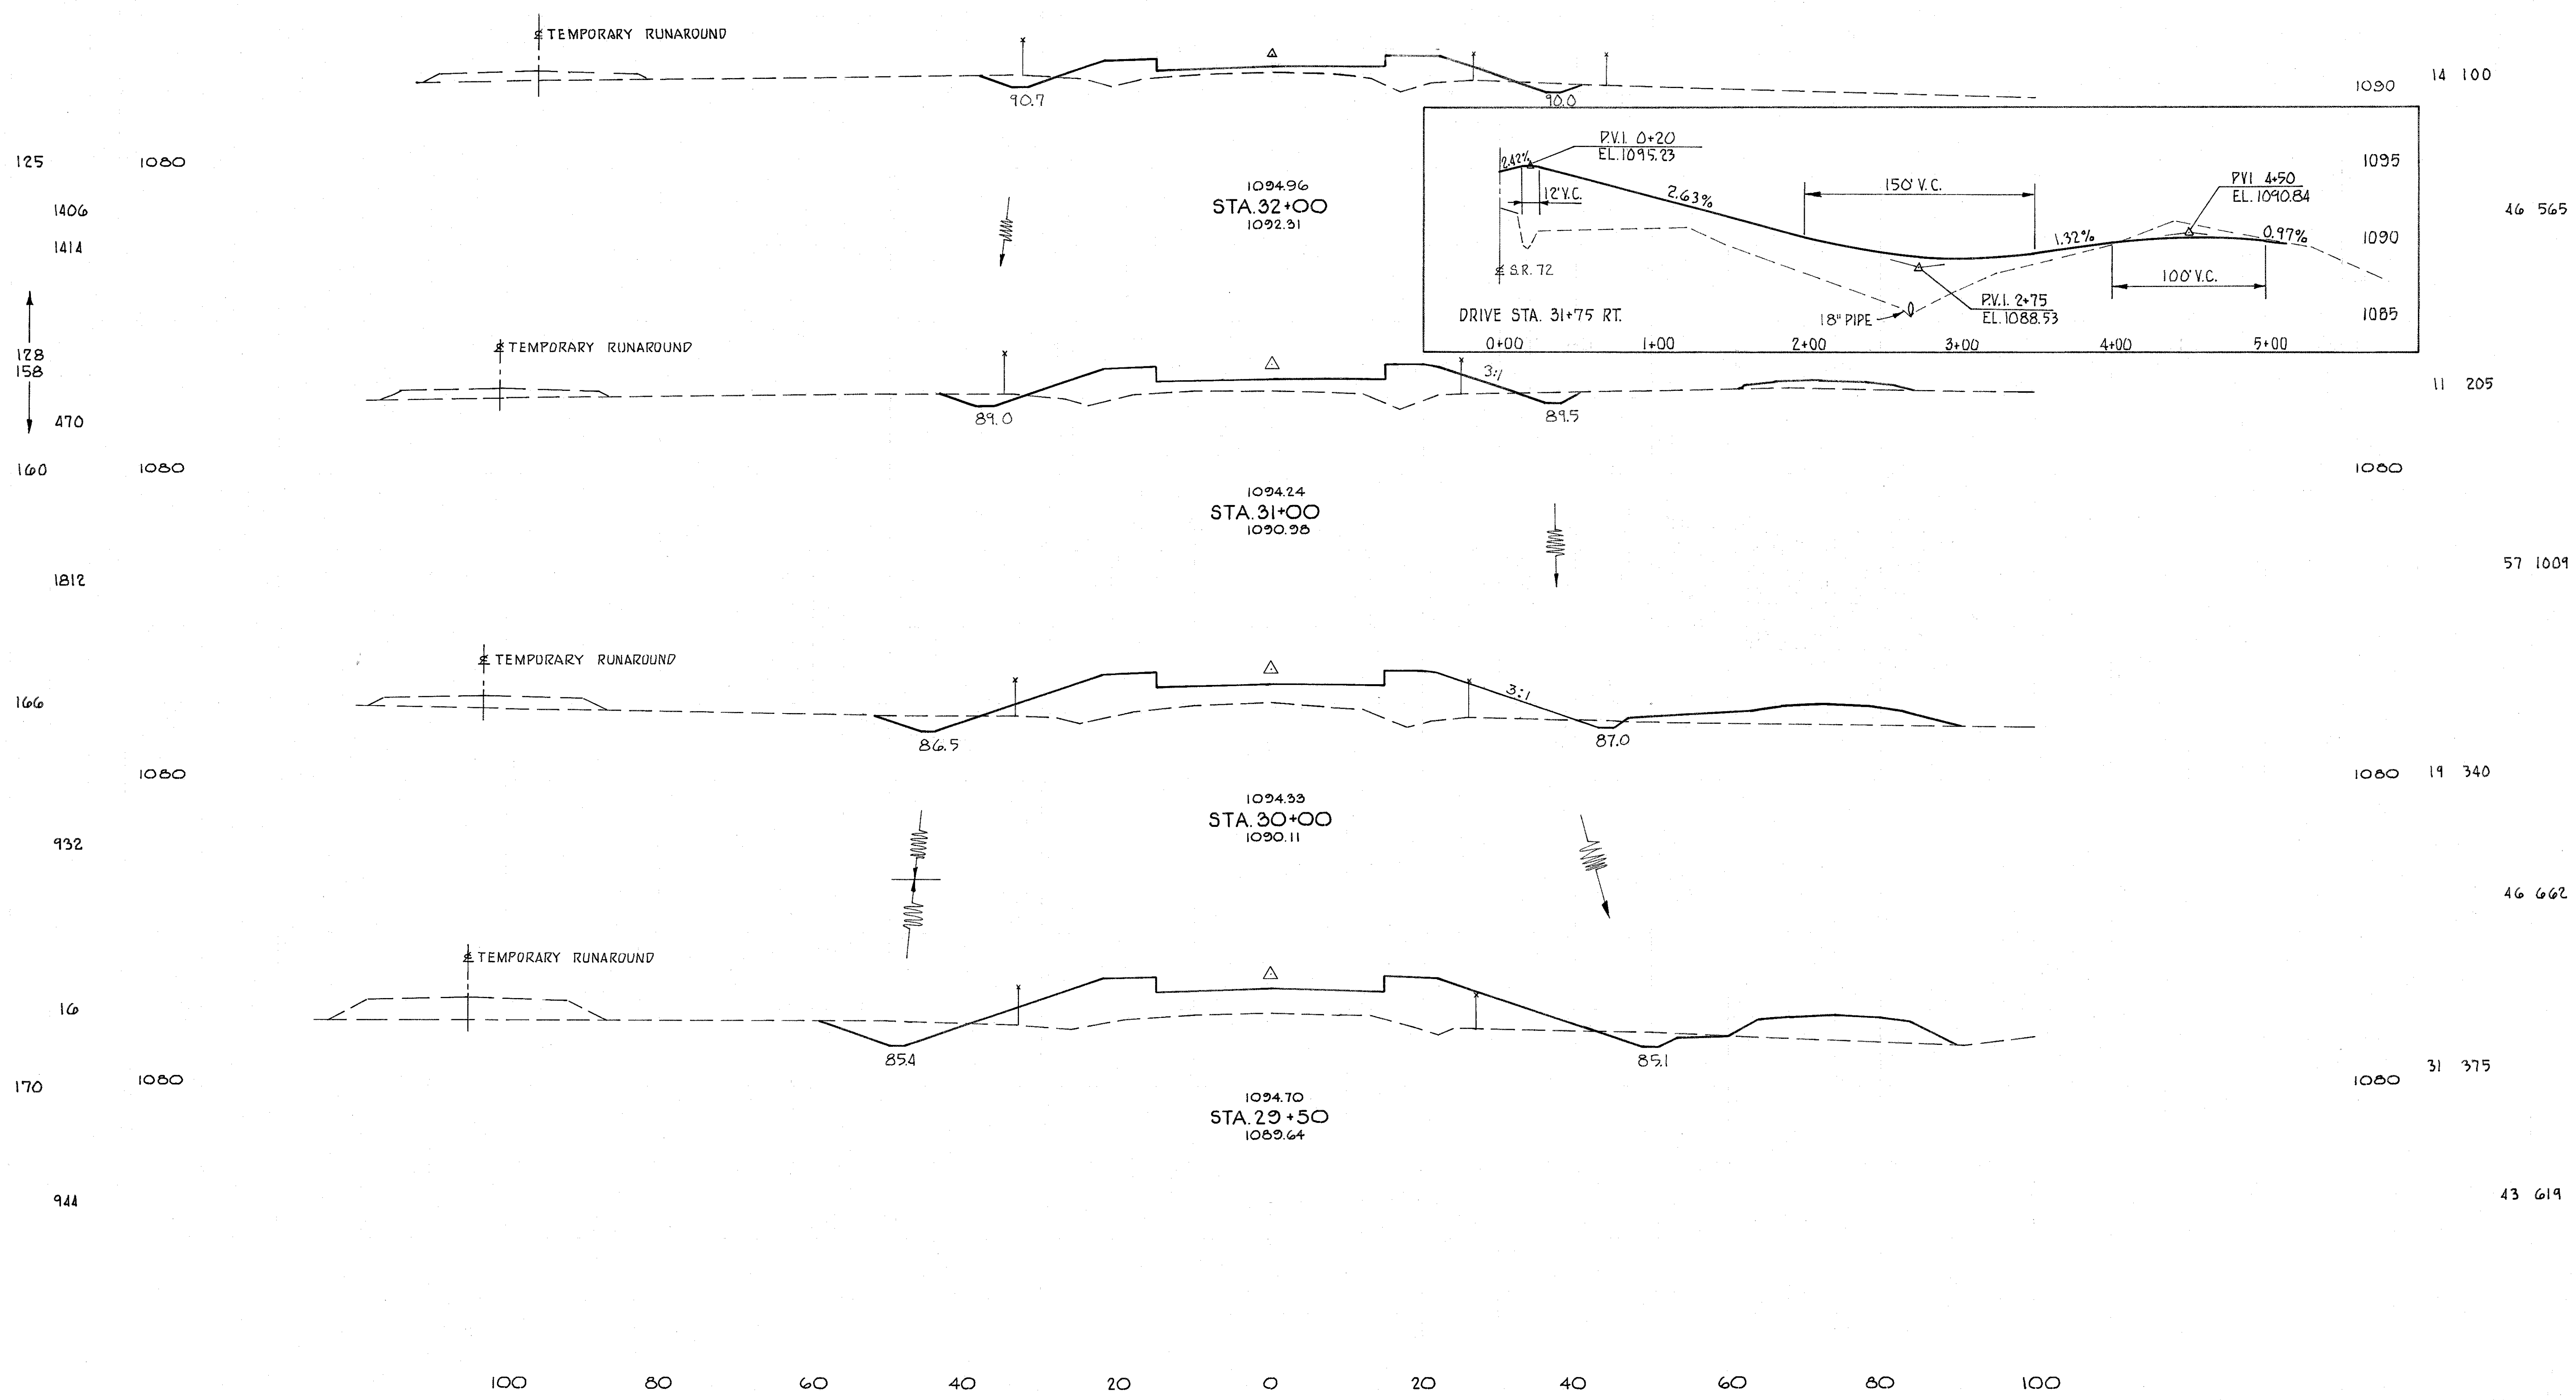 ℄ TEMPORARY RUNAROUND
90.7
90.0
1090
14 100
P.V.I. 0+20
EL.1095.23
2.42%
12'V.C.
2.63%
150' V.C.
PVI 4+50
EL.1090.84
1.32%
0.97%
100' V.C.
℄ S.R. 72
P.V.I. 2+75
EL.1088.53
18" PIPE
DRIVE STA. 31+75 RT.
1095
1090
1085
0+00 1+00 2+00 3+00 4+00 5+00
125 1080
1406
1414
1094.96
STA.32+00
1092.31
46 565
128
158
℄ TEMPORARY RUNAROUND
3:1
11 205
89.0
89.5
470
160 1080
1080
1094.24
STA.31+00
1090.98
1812
57 1009
℄ TEMPORARY RUNAROUND
3:1
166
86.5
87.0
1080
1080 19 340
1094.33
STA.30+00
1090.11
932
46 662
℄ TEMPORARY RUNAROUND
16
85.4
85.1
170 1080
1080 31 375
1094.70
STA.29+50
1089.64
944
43 619
100 80 60 40 20 0 20 40 60 80 100